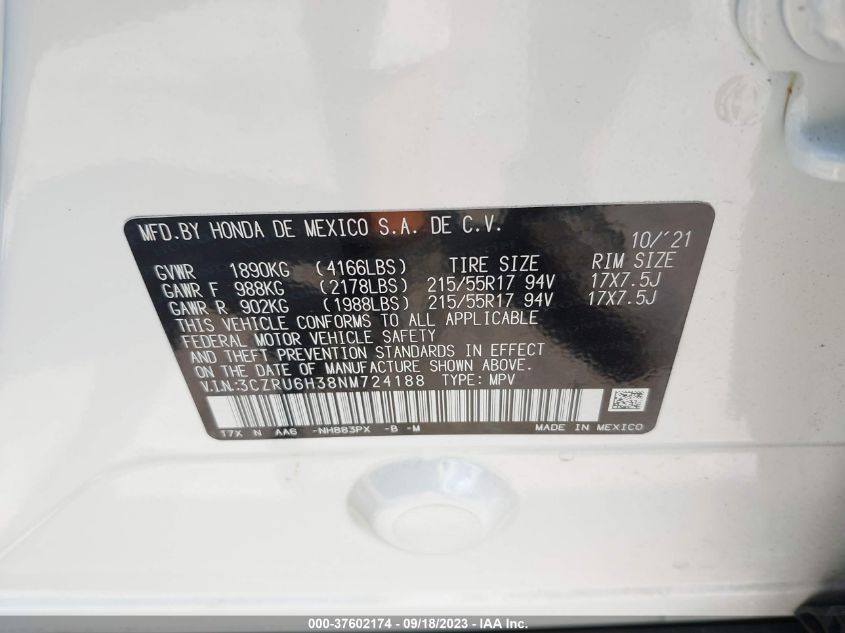 MFD.BY HONDA DE MEXICO S.A. DE C.V. 10/'21
GVWR 1890KG (4166LBS) TIRE SIZE RIM SIZE
GAWR F 988KG (2178LBS) 215/55R17 94V 17X7.5J
GAWR R 902KG (1988LBS) 215/55R17 94V 17X7.5J
THIS VEHICLE CONFORMS TO ALL APPLICABLE
FEDERAL MOTOR VEHICLE SAFETY
AND THEFT PREVENTION STANDARDS IN EFFECT
ON THE DATE OF MANUFACTURE SHOWN ABOVE.
V.IN:3CZRU6H38NM724188 TYPE: MPV
T7X N AA6 -NH883PX -B -M MADE IN MEXICO
000-37602174 - 09/18/2023 - IAA Inc.